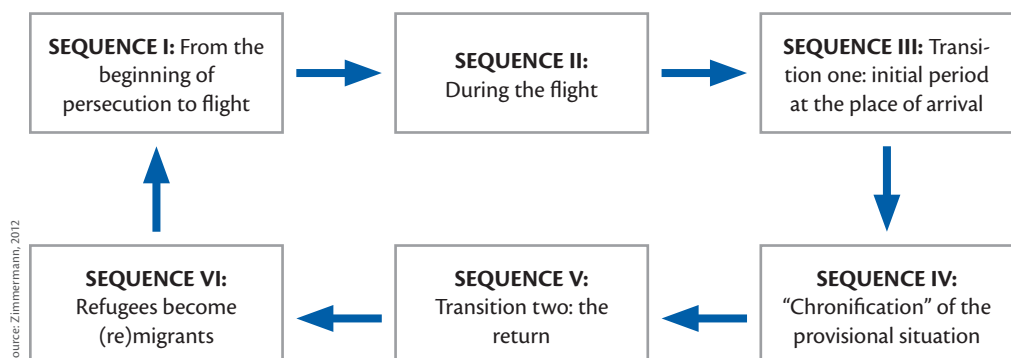 SEQUENCE I: From the
beginning of
persecution to flight
SEQUENCE II:
During the flight
SEQUENCE III: Transi-
tion one: initial period
at the place of arrival
SEQUENCE VI:
Refugees become
(re)migrants
SEQUENCE V:
Transition two: the
return
SEQUENCE IV:
“Chronification” of the
provisional situation
ource: Zimmermann, 2012